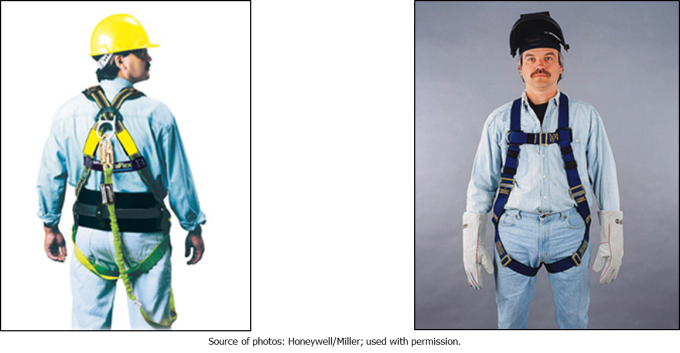 Source of photos: Honeywell/Miller; used with permission.